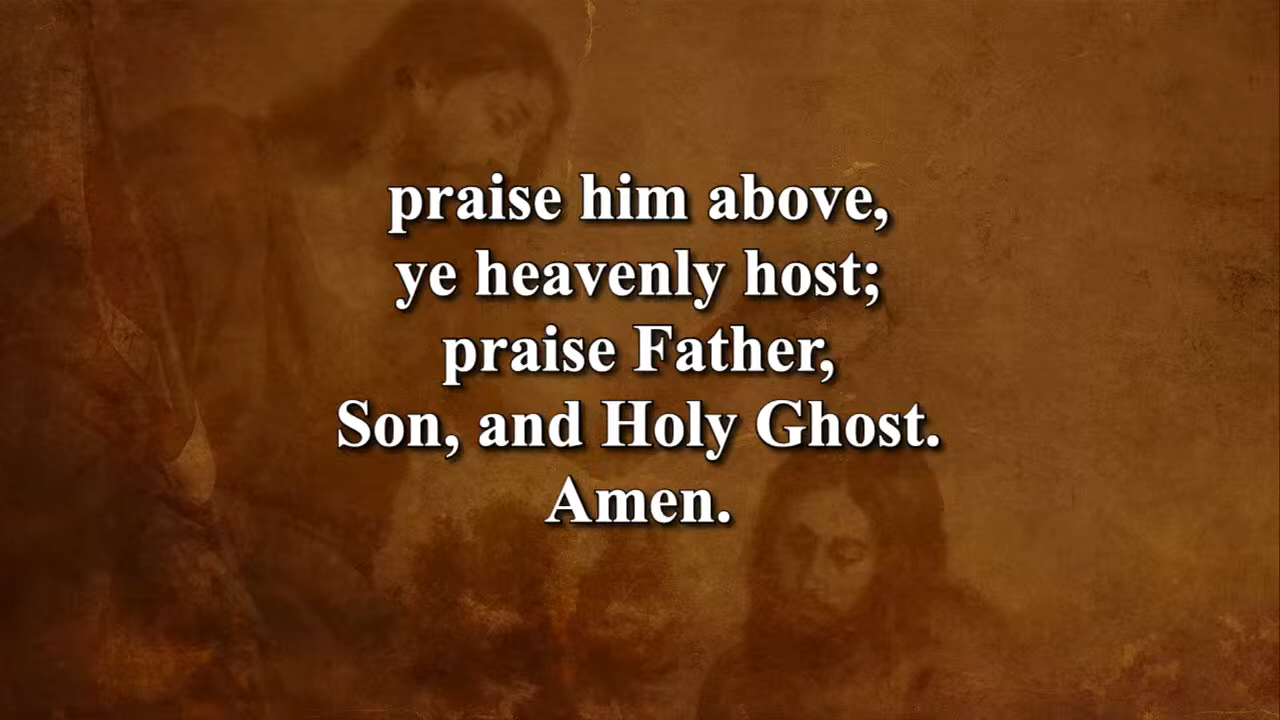 praise him above,
ye heavenly host;
praise Father,
Son, and Holy Ghost.
Amen.